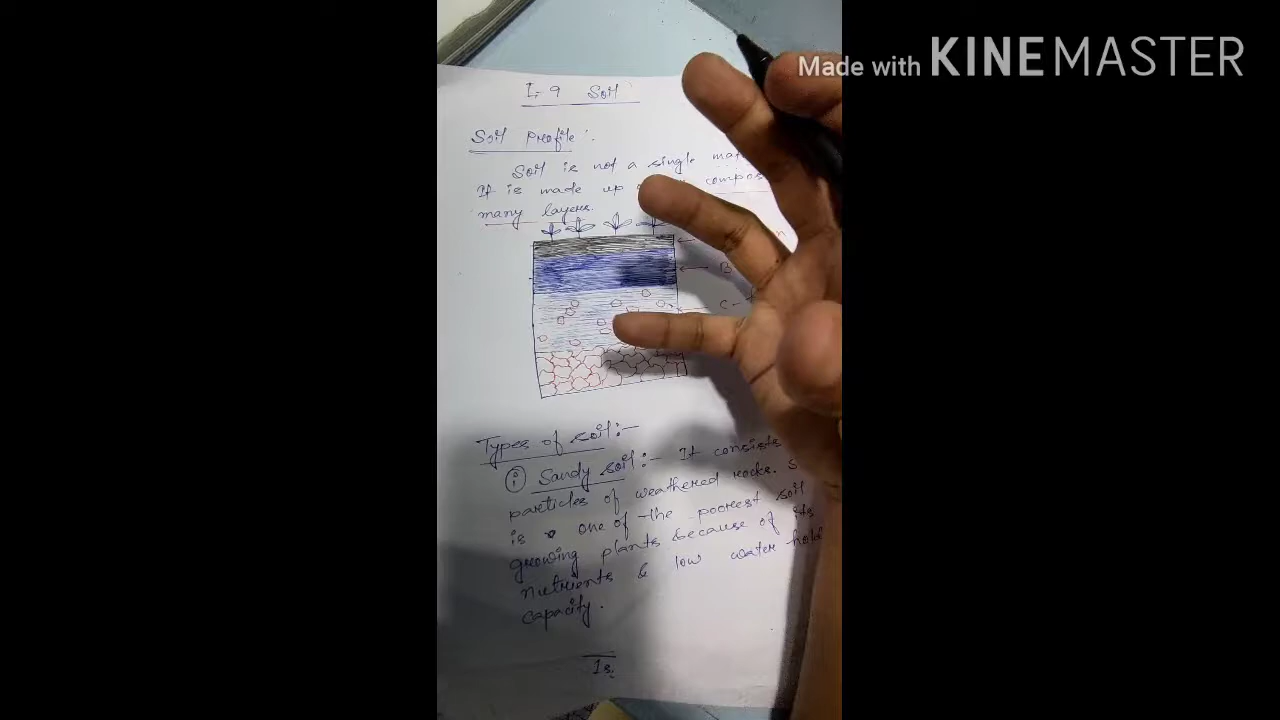 Made with KINEMASTER
L-9 Soil
Soil Profile:
Soil is not a single
It is made up
many layers.
B
C -
Types of soil:-
(i) Sandy soil:- It consists
particles of weathered rocks. S
is one of the poorest soil
growing plants because of its
nutrients & low water hold
capacity.